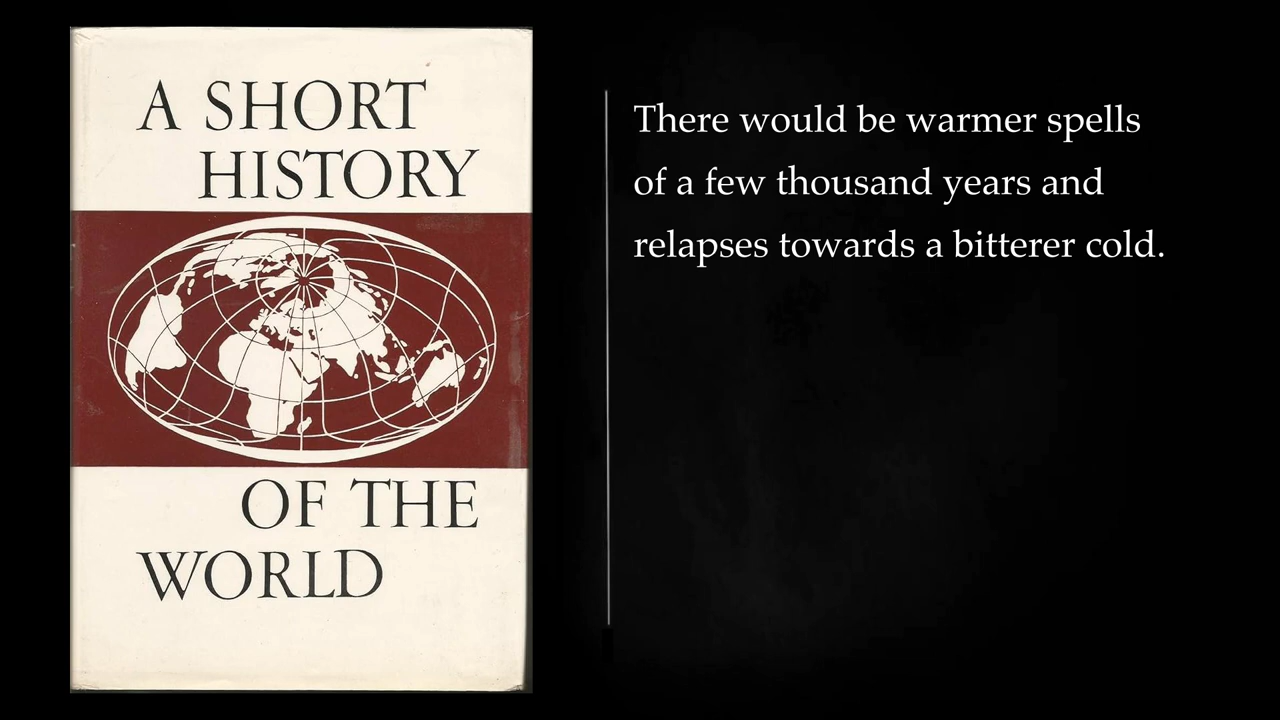 A SHORT
HISTORY
OF THE
WORLD
There would be warmer spells
of a few thousand years and
relapses towards a bitterer cold.